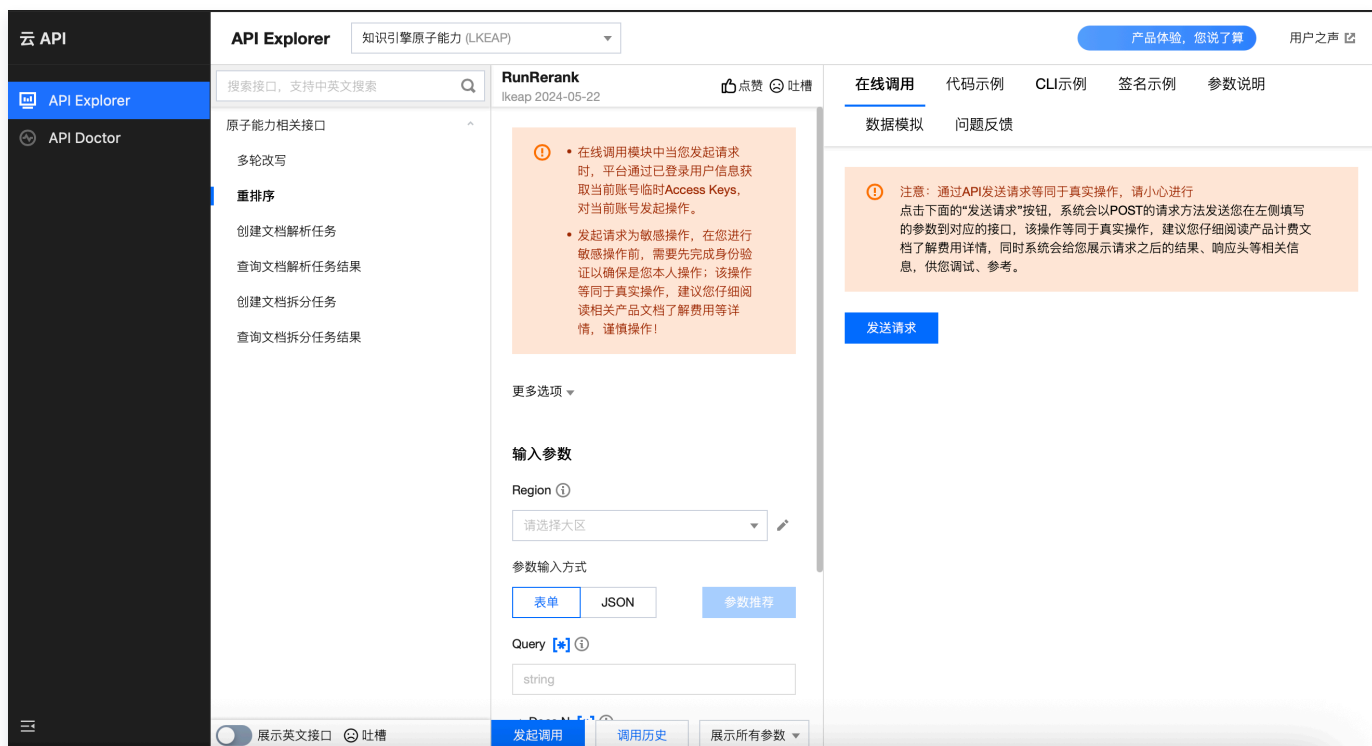 云 API
API Explorer
知识引擎原子能力 (LKEAP)
产品体验，您说了算
用户之声
API Explorer
API Doctor
搜索接口，支持中英文搜索
原子能力相关接口
多轮改写
重排序
创建文档解析任务
查询文档解析任务结果
创建文档拆分任务
查询文档拆分任务结果
展示英文接口
吐槽
RunRerank
lkeap 2024-05-22
点赞
吐槽
• 在线调用模块中当您发起请求
时，平台通过已登录用户信息获
取当前账号临时Access Keys，
对当前账号发起操作。
• 发起请求为敏感操作，在您进行
敏感操作前，需要先完成身份验
证以确保是您本人操作；该操作
等同于真实操作，建议您仔细阅
读相关产品文档了解费用等详
情，谨慎操作！
更多选项
输入参数
Region
请选择大区
参数输入方式
表单
JSON
参数推荐
Query [*]
string
发起调用
调用历史
展示所有参数
在线调用
代码示例
CLI示例
签名示例
参数说明
数据模拟
问题反馈
注意：通过API发送请求等同于真实操作，请小心进行
点击下面的“发送请求”按钮，系统会以POST的请求方法发送您在左侧填写
的参数到对应的接口，该操作等同于真实操作，建议您仔细阅读产品计费文
档了解费用详情，同时系统会给您展示请求之后的结果、响应头等相关信
息，供您调试、参考。
发送请求